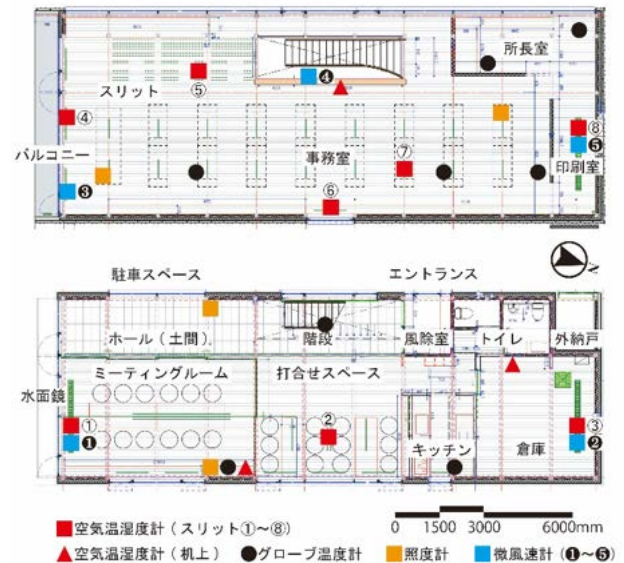 所長室
スリット
❹
⑤
④
⑧
⑦
❺
バルコニー
事務室
印刷室
❸
⑥
駐車スペース
エントランス
N
ホール(土間)
階段
風除室
トイレ
外納戸
水面鏡
ミーティングルーム
打合せスペース
①
②
③
❶
❷
キッチン
倉庫
空気温湿度計(スリット①~⑧)
0 1500 3000 6000mm
空気温湿度計(机上) グローブ温度計 照度計 微風速計(❶~❺)